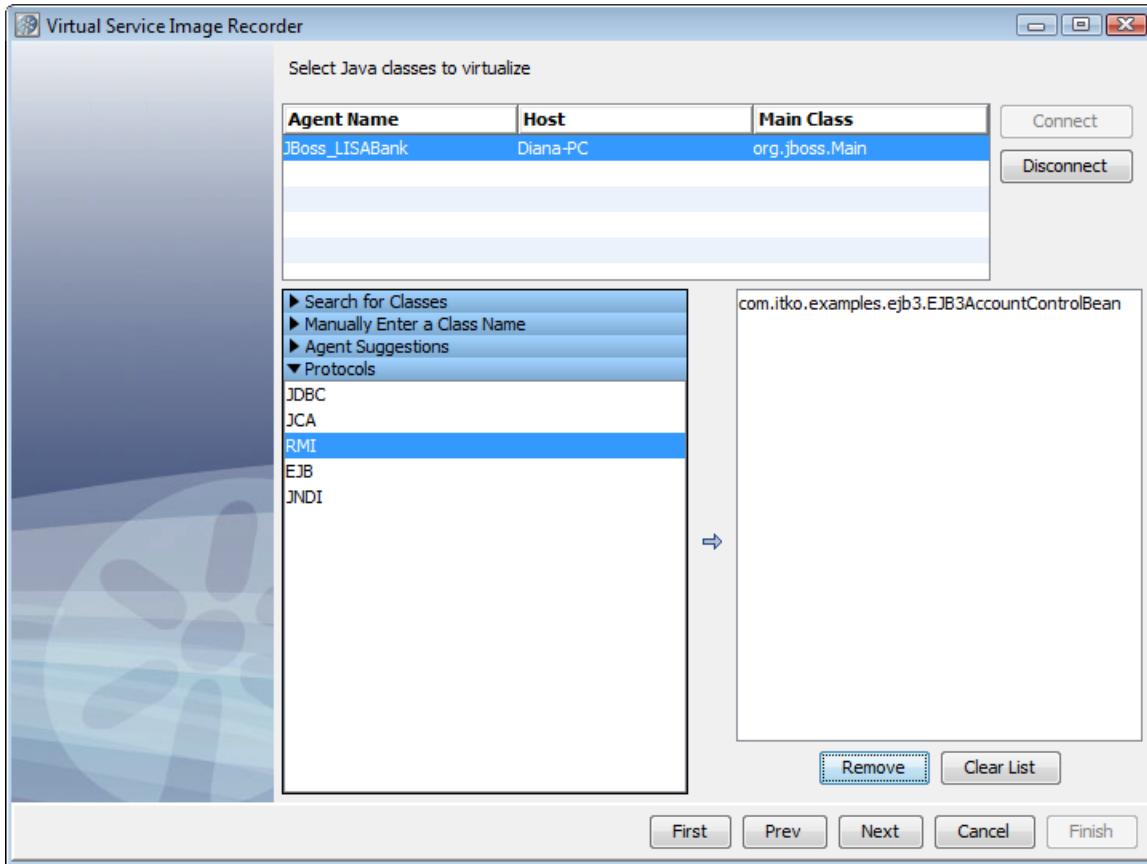 Virtual Service Image Recorder
Select Java classes to virtualize
Agent Name Host Main Class
JBoss_LISABank Diana-PC org.jboss.Main
Connect
Disconnect
Search for Classes
Manually Enter a Class Name
Agent Suggestions
Protocols
JDBC
JCA
RMI
EJB
JNDI
com.itko.examples.ejb3.EJB3AccountControlBean
Remove Clear List
First Prev Next Cancel Finish